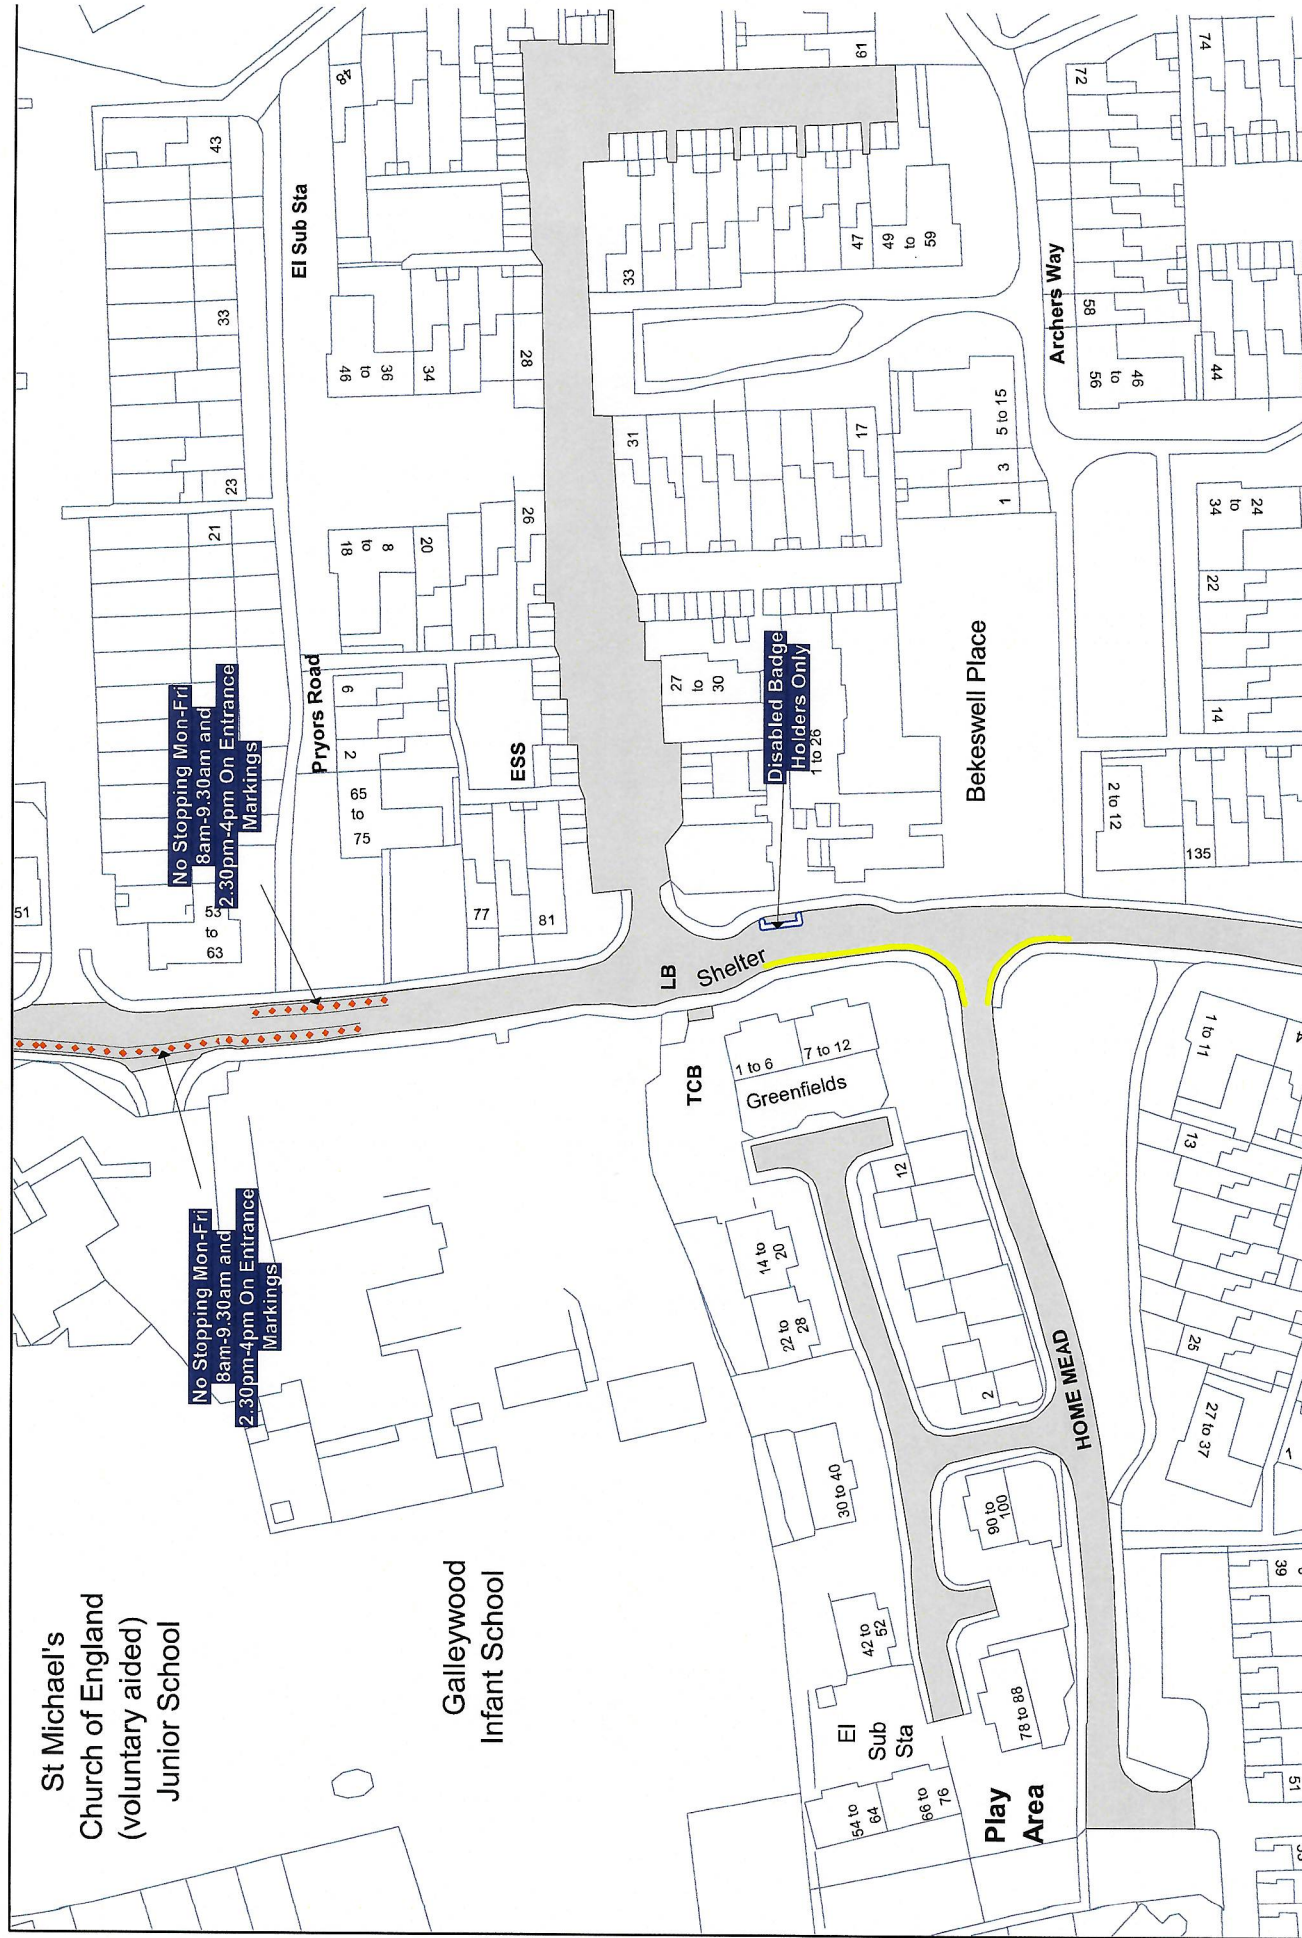 St Michael's
Church of England
(voluntary aided)
Junior School
Galleywood
Infant School
No Stopping Mon-Fri
8am-9.30am and
2.30pm-4pm On Entrance
Markings
No Stopping Mon-Fri
8am-9.30am and
2.30pm-4pm On Entrance
Markings
51
53
to
63
21
23
33
43
El Sub Sta
48
Pryors Road
65
to
75
2
6
18
to
8
20
26
46
to
36
34
28
77
81
ESS
LB
Shelter
TCB
Disabled Badge
Holders Only
1 to 26
27
to
30
31
17
33
47
49
to
59
61
Bekeswell Place
1
3
5 to 15
Archers Way
72
74
58
56
to
46
44
34
to
24
22
14
2 to 12
135
1 to 6
7 to 12
Greenfields
12
2
14 to
20
22 to
28
30 to 40
42 to
52
El
Sub
Sta
54 to
64
66 to
76
Play
Area
78 to 88
90 to
100
HOME MEAD
1 to 11
13
25
27 to 37
1
39
51